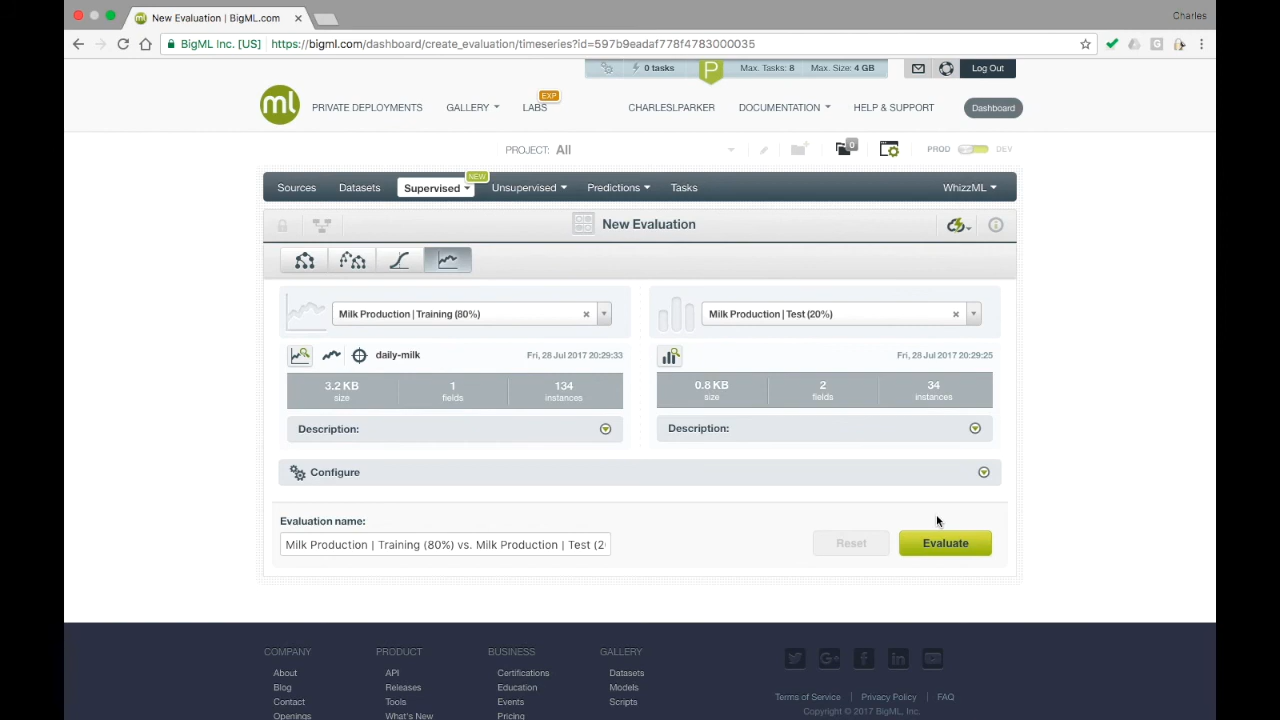 New Evaluation | BigML.com
Charles
BigML Inc. [US]
https://bigml.com/dashboard/create_evaluation/timeseries?id=597b9eadaf778f4783000035
0 tasks
P
Max. Tasks: 8
Max. Size: 4 GB
Log Out
ml
PRIVATE DEPLOYMENTS
GALLERY
LABS
EXP
CHARLESLPARKER
DOCUMENTATION
HELP & SUPPORT
Dashboard
PROJECT: All
0
PROD
DEV
Sources
Datasets
Supervised
NEW
Unsupervised
Predictions
Tasks
WhizzML
New Evaluation
Milk Production | Training (80%)
Milk Production | Test (20%)
daily-milk
Fri, 28 Jul 2017 20:29:33
Fri, 28 Jul 2017 20:29:25
3.2 KB
size
1
fields
134
instances
0.8 KB
size
2
fields
34
instances
Description:
Description:
Configure
Evaluation name:
Milk Production | Training (80%) vs. Milk Production | Test (2
Reset
Evaluate
COMPANY
PRODUCT
BUSINESS
GALLERY
About
API
Certifications
Datasets
Blog
Releases
Education
Models
Contact
Tools
Events
Scripts
Openings
What's New
Pricing
Terms of Service
Privacy Policy
FAQ
Copyright © 2017 BigML, Inc.